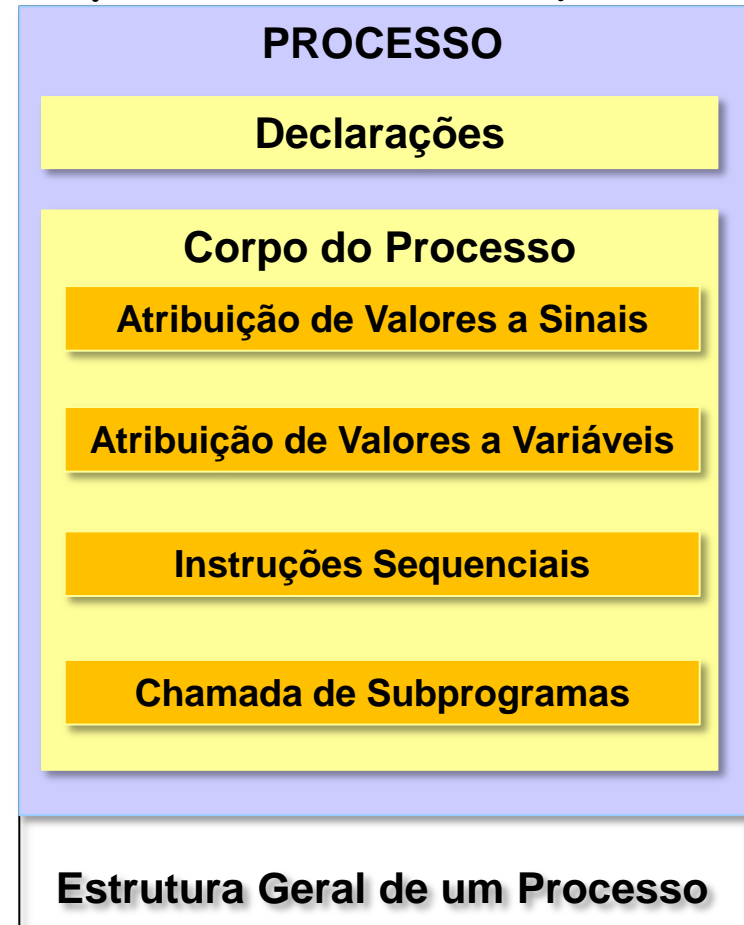 PROCESSO
Declarações
Corpo do Processo
Atribuição de Valores a Sinais
Atribuição de Valores a Variáveis
Instruções Sequenciais
Chamada de Subprogramas
Estrutura Geral de um Processo